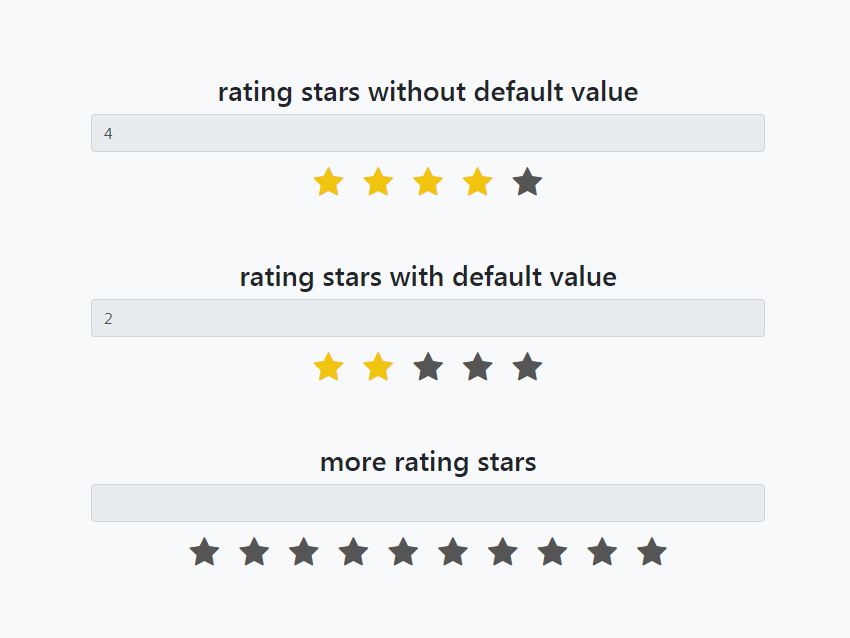 rating stars without default value
4
rating stars with default value
2
more rating stars